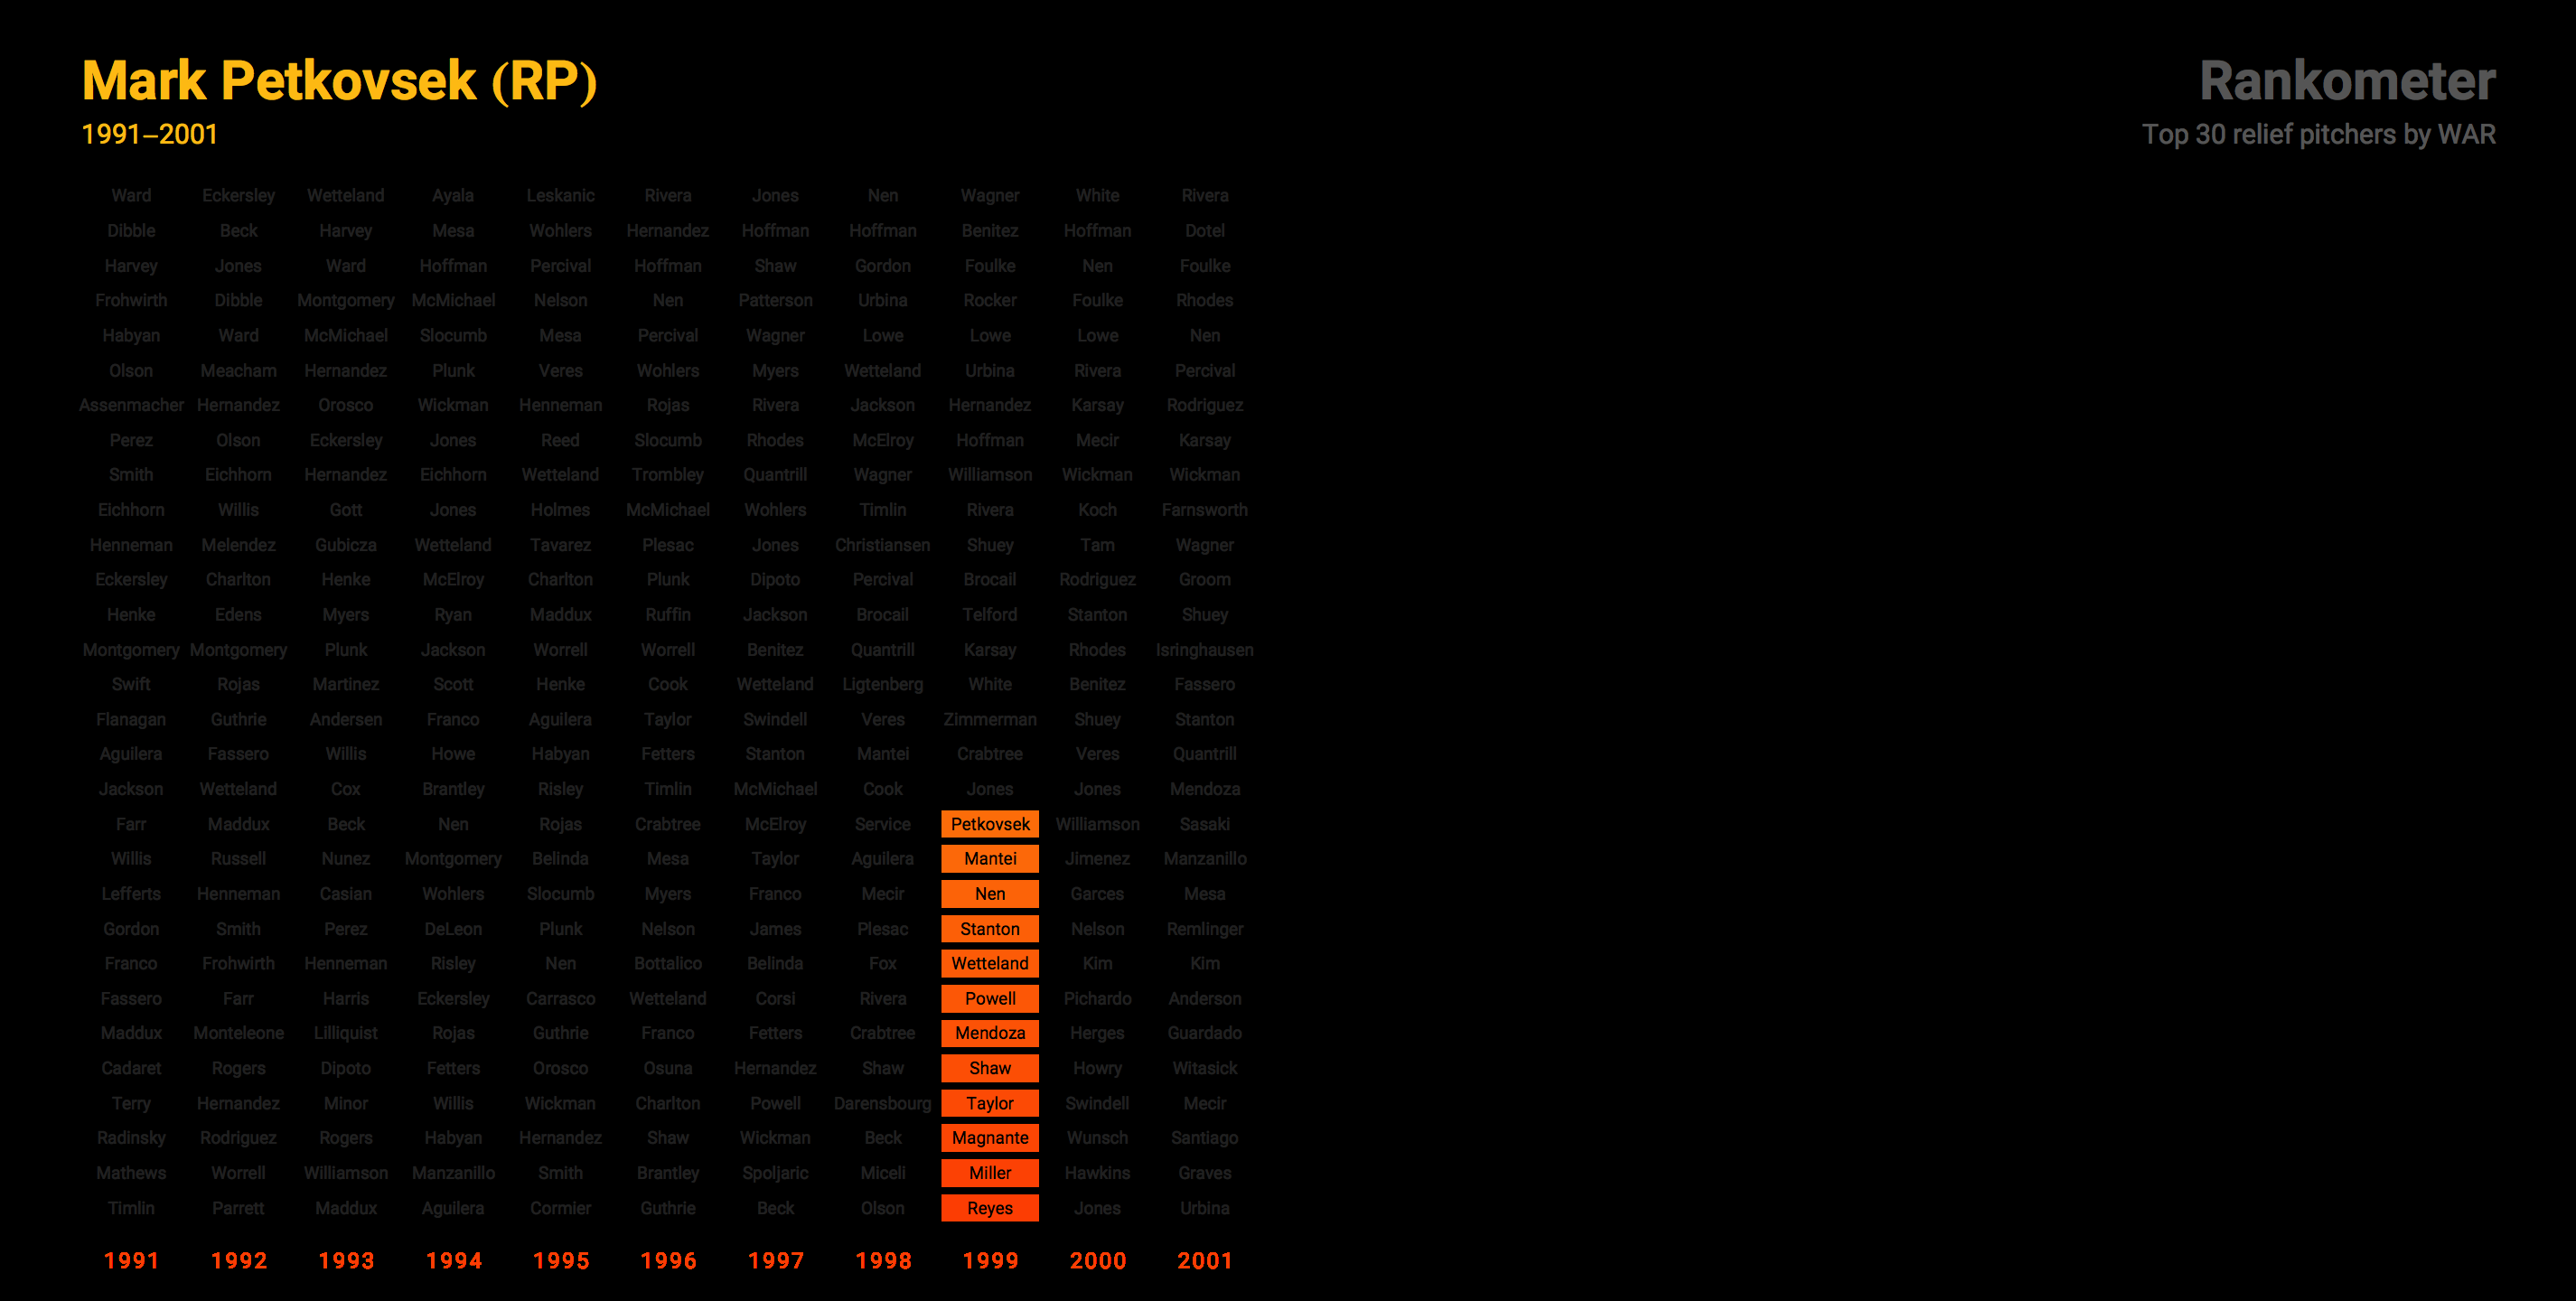 Mark Petkovsek (RP)
1991–2001
Rankometer
Top 30 relief pitchers by WAR
Ward Eckersley Wetteland Ayala Leskanic Rivera Jones Nen Wagner White Rivera
Dibble Beck Harvey Mesa Wohlers Hernandez Hoffman Hoffman Benitez Hoffman Dotel
Harvey Jones Ward Hoffman Percival Hoffman Shaw Gordon Foulke Nen Foulke
Frohwirth Dibble Montgomery McMichael Nelson Nen Patterson Urbina Rocker Foulke Rhodes
Habyan Ward McMichael Slocumb Mesa Percival Wagner Lowe Lowe Lowe Nen
Olson Meacham Hernandez Plunk Veres Wohlers Myers Wetteland Urbina Rivera Percival
Assenmacher Hernandez Orosco Wickman Henneman Rojas Rivera Jackson Hernandez Karsay Rodriguez
Perez Olson Eckersley Jones Reed Slocumb Rhodes McElroy Hoffman Mecir Karsay
Smith Eichhorn Hernandez Eichhorn Wetteland Trombley Quantrill Wagner Williamson Wickman Wickman
Eichhorn Willis Gott Jones Holmes McMichael Wohlers Timlin Rivera Koch Farnsworth
Henneman Melendez Gubicza Wetteland Tavarez Plesac Jones Christiansen Shuey Tam Wagner
Eckersley Charlton Henke McElroy Charlton Plunk Dipoto Percival Brocail Rodriguez Groom
Henke Edens Myers Ryan Maddux Ruffin Jackson Brocail Telford Stanton Shuey
Montgomery Montgomery Plunk Jackson Worrell Worrell Benitez Quantrill Karsay Rhodes Isringhausen
Swift Rojas Martinez Scott Henke Cook Wetteland Ligtenberg White Benitez Fassero
Flanagan Guthrie Andersen Franco Aguilera Taylor Swindell Veres Zimmerman Shuey Stanton
Aguilera Fassero Willis Howe Habyan Fetters Stanton Mantei Crabtree Veres Quantrill
Jackson Wetteland Cox Brantley Risley Timlin McMichael Cook Jones Jones Mendoza
Farr Maddux Beck Nen Rojas Crabtree McElroy Service Petkovsek Williamson Sasaki
Willis Russell Nunez Montgomery Belinda Mesa Taylor Aguilera Mantei Jimenez Manzanillo
Lefferts Henneman Casian Wohlers Slocumb Myers Franco Mecir Nen Garces Mesa
Gordon Smith Perez DeLeon Plunk Nelson James Plesac Stanton Nelson Remlinger
Franco Frohwirth Henneman Risley Nen Bottalico Belinda Fox Wetteland Kim Kim
Fassero Farr Harris Eckersley Carrasco Wetteland Corsi Rivera Powell Pichardo Anderson
Maddux Monteleone Lilliquist Rojas Guthrie Franco Fetters Crabtree Mendoza Herges Guardado
Cadaret Rogers Dipoto Fetters Orosco Osuna Hernandez Shaw Shaw Howry Witasick
Terry Hernandez Minor Willis Wickman Charlton Powell Darensbourg Taylor Swindell Mecir
Radinsky Rodriguez Rogers Habyan Hernandez Shaw Wickman Beck Magnante Wunsch Santiago
Mathews Worrell Williamson Manzanillo Smith Brantley Spoljaric Miceli Miller Hawkins Graves
Timlin Parrett Maddux Aguilera Cormier Guthrie Beck Olson Reyes Jones Urbina
1991 1992 1993 1994 1995 1996 1997 1998 1999 2000 2001